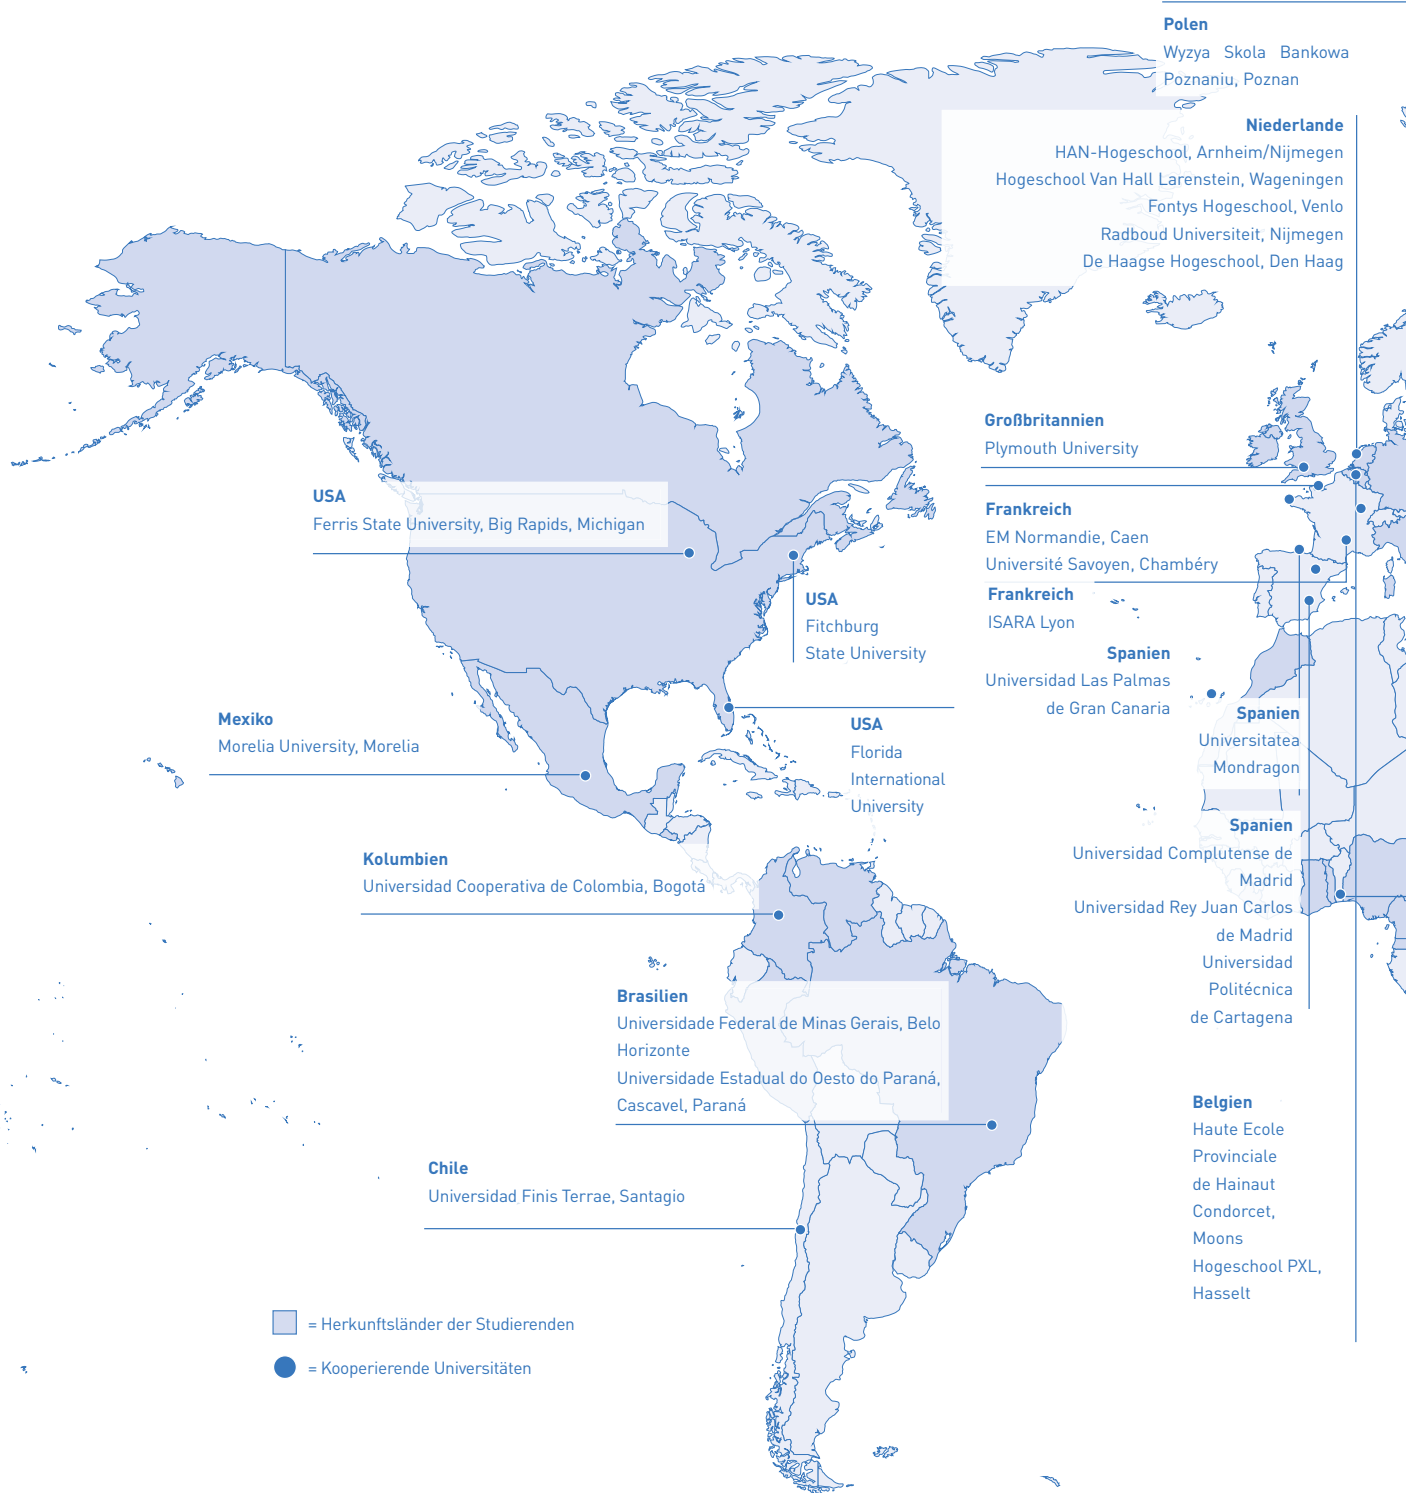 Polen
Wyzya Skola Bankowa
Poznaniu, Poznan
Niederlande
HAN-Hogeschool, Arnheim/Nijmegen
Hogeschool Van Hall Larenstein, Wageningen
Fontys Hogeschool, Venlo
Radboud Universiteit, Nijmegen
De Haagse Hogeschool, Den Haag
Großbritannien
Plymouth University
USA
Ferris State University, Big Rapids, Michigan
Frankreich
EM Normandie, Caen
Université Savoyen, Chambéry
Frankreich
ISARA Lyon
USA
Fitchburg
State University
Spanien
Universidad Las Palmas
de Gran Canaria
Spanien
Universitatea
Mondragon
Mexiko
Morelia University, Morelia
USA
Florida
International
University
Spanien
Universidad Complutense de
Madrid
Universidad Rey Juan Carlos
de Madrid
Universidad
Politécnica
de Cartagena
Kolumbien
Universidad Cooperativa de Colombia, Bogotá
Brasilien
Universidade Federal de Minas Gerais, Belo
Horizonte
Universidade Estadual do Oesto do Paraná,
Cascavel, Paraná
Belgien
Haute Ecole
Provinciale
de Hainaut
Condorcet,
Moons
Hogeschool PXL,
Hasselt
Chile
Universidad Finis Terrae, Santagio
= Herkunftsländer der Studierenden
= Kooperierende Universitäten